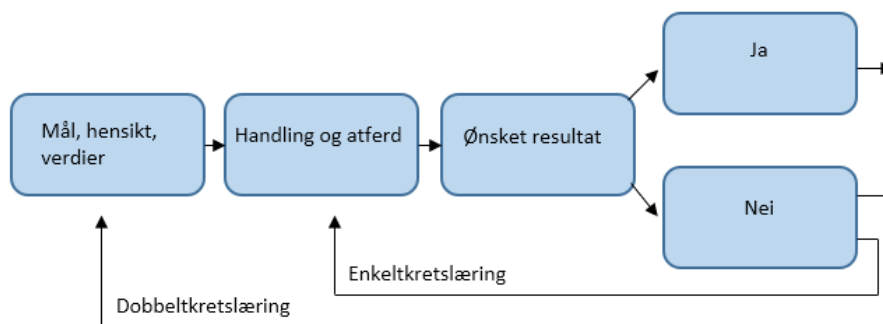 Ja
Mål, hensikt,
verdier
Handling og atferd
Ønsket resultat
Nei
Enkeltkretslæring
Dobbeltkretslæring